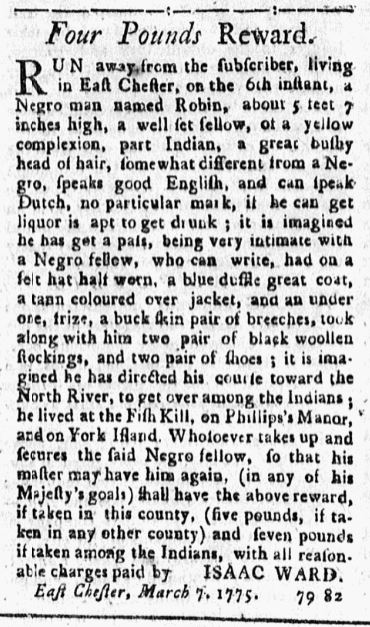 Four Pounds Reward.
RUN away from the ſubſcriber, living
in Eaſt Cheſter, on the 6th inſtant, a
Negro man named Robin, about 5 feet 7
inches high, a well ſet fellow, of a yellow
complexion, part Indian, a great buſhy
head of hair, ſomewhat different from a Ne-
gro, ſpeaks good Engliſh, and can ſpeak
Dutch, no particular mark, if he can get
liquor is apt to get drunk ; it is imagined
he has got a paſs, being very intimate with
a Negro fellow, who can write, had on a
felt hat half worn, a blue duffle great coat,
a tann coloured over jacket, and an under
one, frize, a buck ſkin pair of breeches, took
along with him two pair of black woollen
ſtockings, and two pair of ſhoes ; it is ima-
gined he has directed his courſe toward the
North River, to get over among the Indians ;
he lived at the Fiſh Kill, on Phillips's Manor,
and on York Iſland. Whoſoever takes up and
ſecures the ſaid Negro fellow, ſo that his
maſter may have him again, (in any of his
Majeſty's goals) ſhall have the above reward,
if taken in this county, (five pounds, if ta-
ken in any other county) and ſeven pounds
if taken among the Indians, with all reaſon-
able charges paid by ISAAC WARD.
Eaſt Cheſter, March 7, 1775. 79 82